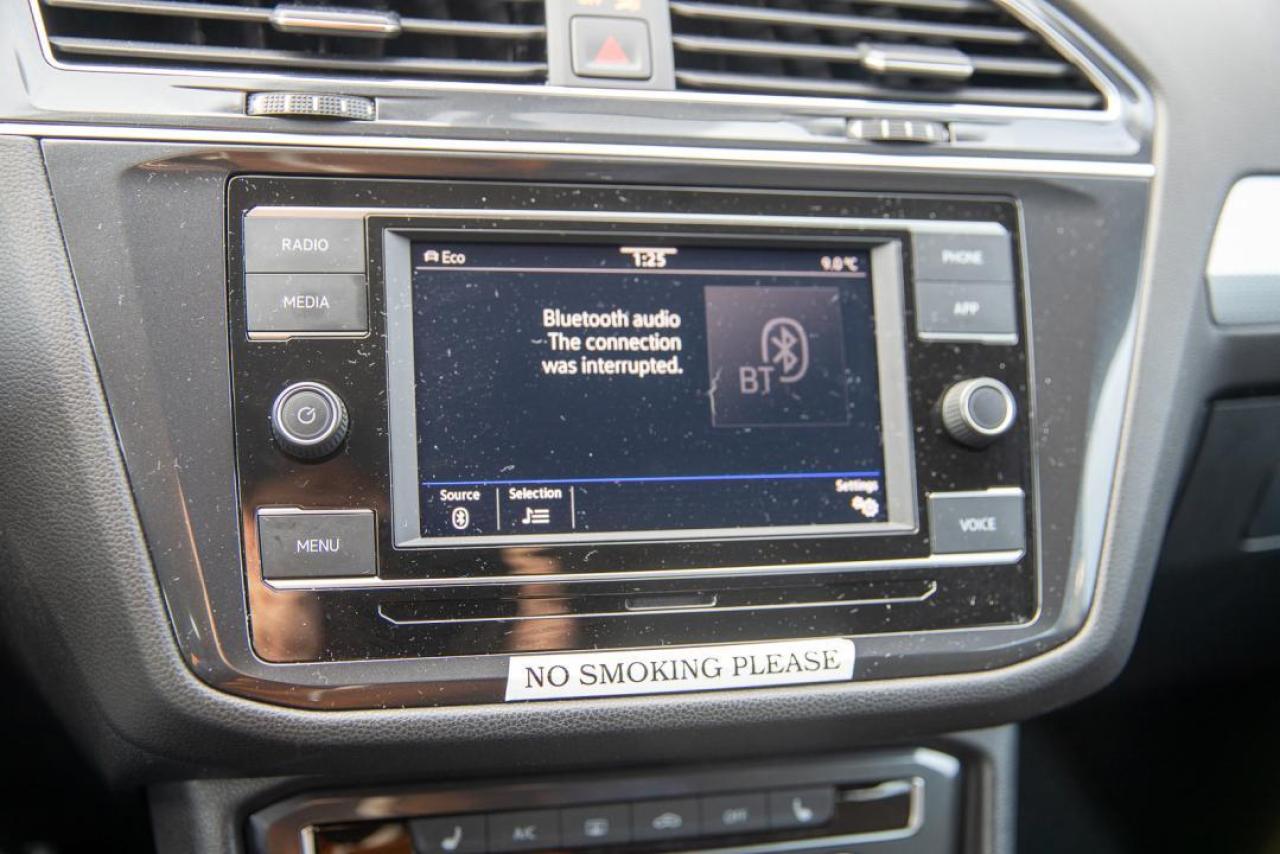 RADIO
MEDIA
MENU
Eco
1:25
9.0°C
Bluetooth audio
The connection
was interrupted.
BT
Source
Selection
Settings
PHONE
APP
VOICE
NO SMOKING PLEASE
A/C
OFF